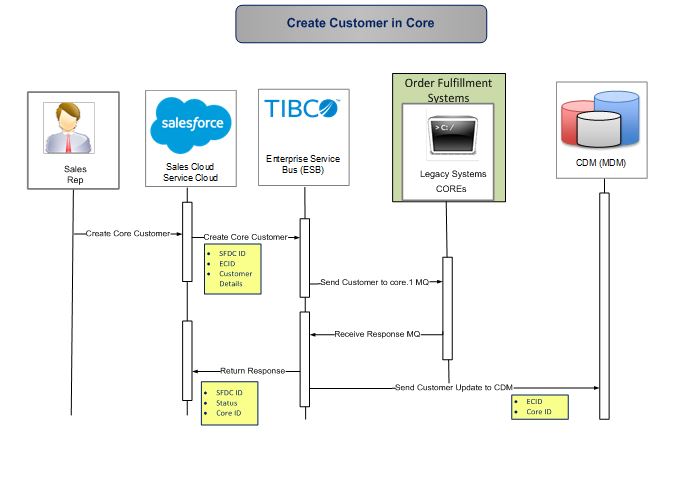 Create Customer in Core
Sales
Rep
salesforce
Sales Cloud
Service Cloud
TIBCO
Enterprise Service
Bus (ESB)
Order Fulfillment
Systems
> C: /
Legacy Systems
COREs
CDM (MDM)
Create Core Customer
Create Core Customer
• SFDC ID
• ECID
• Customer
Details
Send Customer to core.1 MQ
Receive Response MQ
Return Response
• SFDC ID
• Status
• Core ID
Send Customer Update to CDM
• ECID
• Core ID